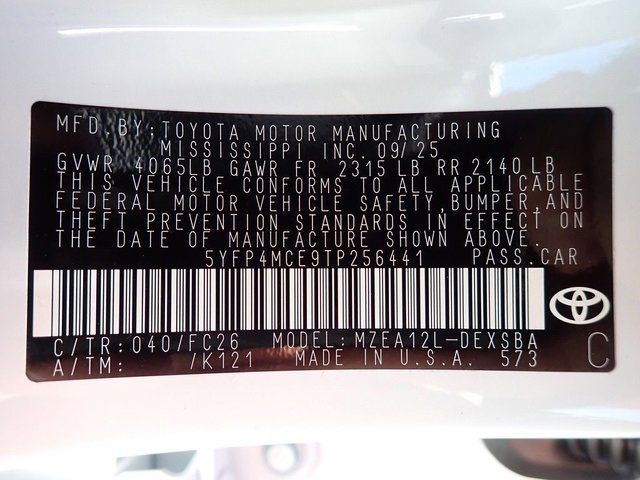 MFD. BY: TOYOTA MOTOR MANUFACTURING
MISSISSIPPI INC. 09/25
GVWR 4065LB GAWR FR 2315 LB RR 2140 LB
THIS VEHICLE CONFORMS TO ALL APPLICABLE
FEDERAL MOTOR VEHICLE SAFETY, BUMPER, AND
THEFT PREVENTION STANDARDS IN EFFECT ON
THE DATE OF MANUFACTURE SHOWN ABOVE.
5YFP4MCE9TP256441 PASS. CAR
C/TR: 040/FC26 MODEL: MZEA12L-DEXSBA
A/TM: /K121 MADE IN U.S.A. 573 C